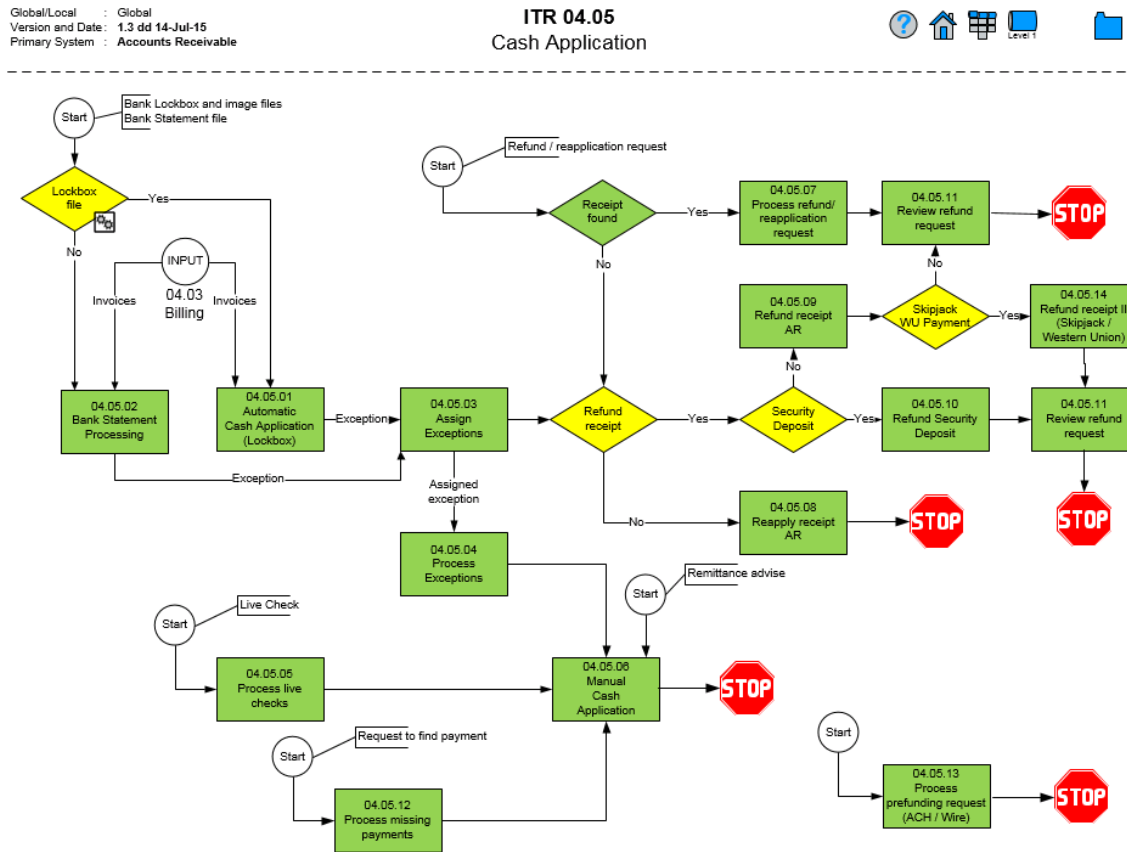 Global/Local : Global
Version and Date : 1.3 dd 14-Jul-15
Primary System : Accounts Receivable
ITR 04.05
Cash Application
?
Level 1
Start
Bank Lockbox and image files
Bank Statement file
Lockbox
file
Yes
No
INPUT
04.03
Billing
Invoices
Invoices
04.05.02
Bank Statement
Processing
04.05.01
Automatic
Cash Application
(Lockbox)
Exception
Exception
04.05.03
Assign
Exceptions
Assigned
exception
04.05.04
Process
Exceptions
Start
Refund / reapplication request
Receipt
found
Yes
No
04.05.07
Process refund/
reapplication
request
04.05.11
Review refund
request
STOP
04.05.09
Refund receipt
AR
No
Skipjack
WU Payment
Yes
04.05.14
Refund receipt II
(Skipjack /
Western Union)
Refund
receipt
Yes
No
Security
Deposit
No
Yes
04.05.10
Refund Security
Deposit
04.05.11
Review refund
request
STOP
04.05.08
Reapply receipt
AR
STOP
Start
Remittance advise
Start
Live Check
04.05.05
Process live
checks
04.05.06
Manual
Cash
Application
STOP
Start
Request to find payment
04.05.12
Process missing
payments
Start
04.05.13
Process
prefunding request
(ACH / Wire)
STOP